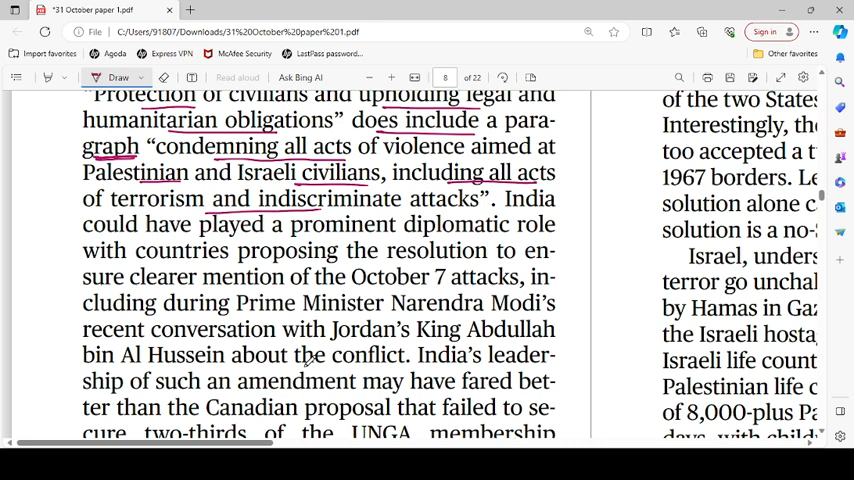 *31 October paper 1.pdf
File
C:/Users/91807/Downloads/31%20October%20paper%201.pdf
Sign in
Import favorites
Agoda
Express VPN
McAfee Security
LastPass password...
Other favorites
Draw
Read aloud
Ask Bing AI
8
of 22
"Protection of civilians and upholding legal and
humanitarian obligations" does include a para-
graph "condemning all acts of violence aimed at
Palestinian and Israeli civilians, including all acts
of terrorism and indiscriminate attacks". India
could have played a prominent diplomatic role
with countries proposing the resolution to en-
sure clearer mention of the October 7 attacks, in-
cluding during Prime Minister Narendra Modi's
recent conversation with Jordan's King Abdullah
bin Al Hussein about the conflict. India's leader-
ship of such an amendment may have fared bet-
ter than the Canadian proposal that failed to se-
cure two-thirds of the UNGA membership
of the two States
Interestingly, the
too accepted a t
1967 borders. Le
solution alone c
solution is a no-
Israel, unders
terror go unchal
by Hamas in Gaz
the Israeli hosta
Israeli life count
Palestinian life c
of 8,000-plus Pa
days, with child